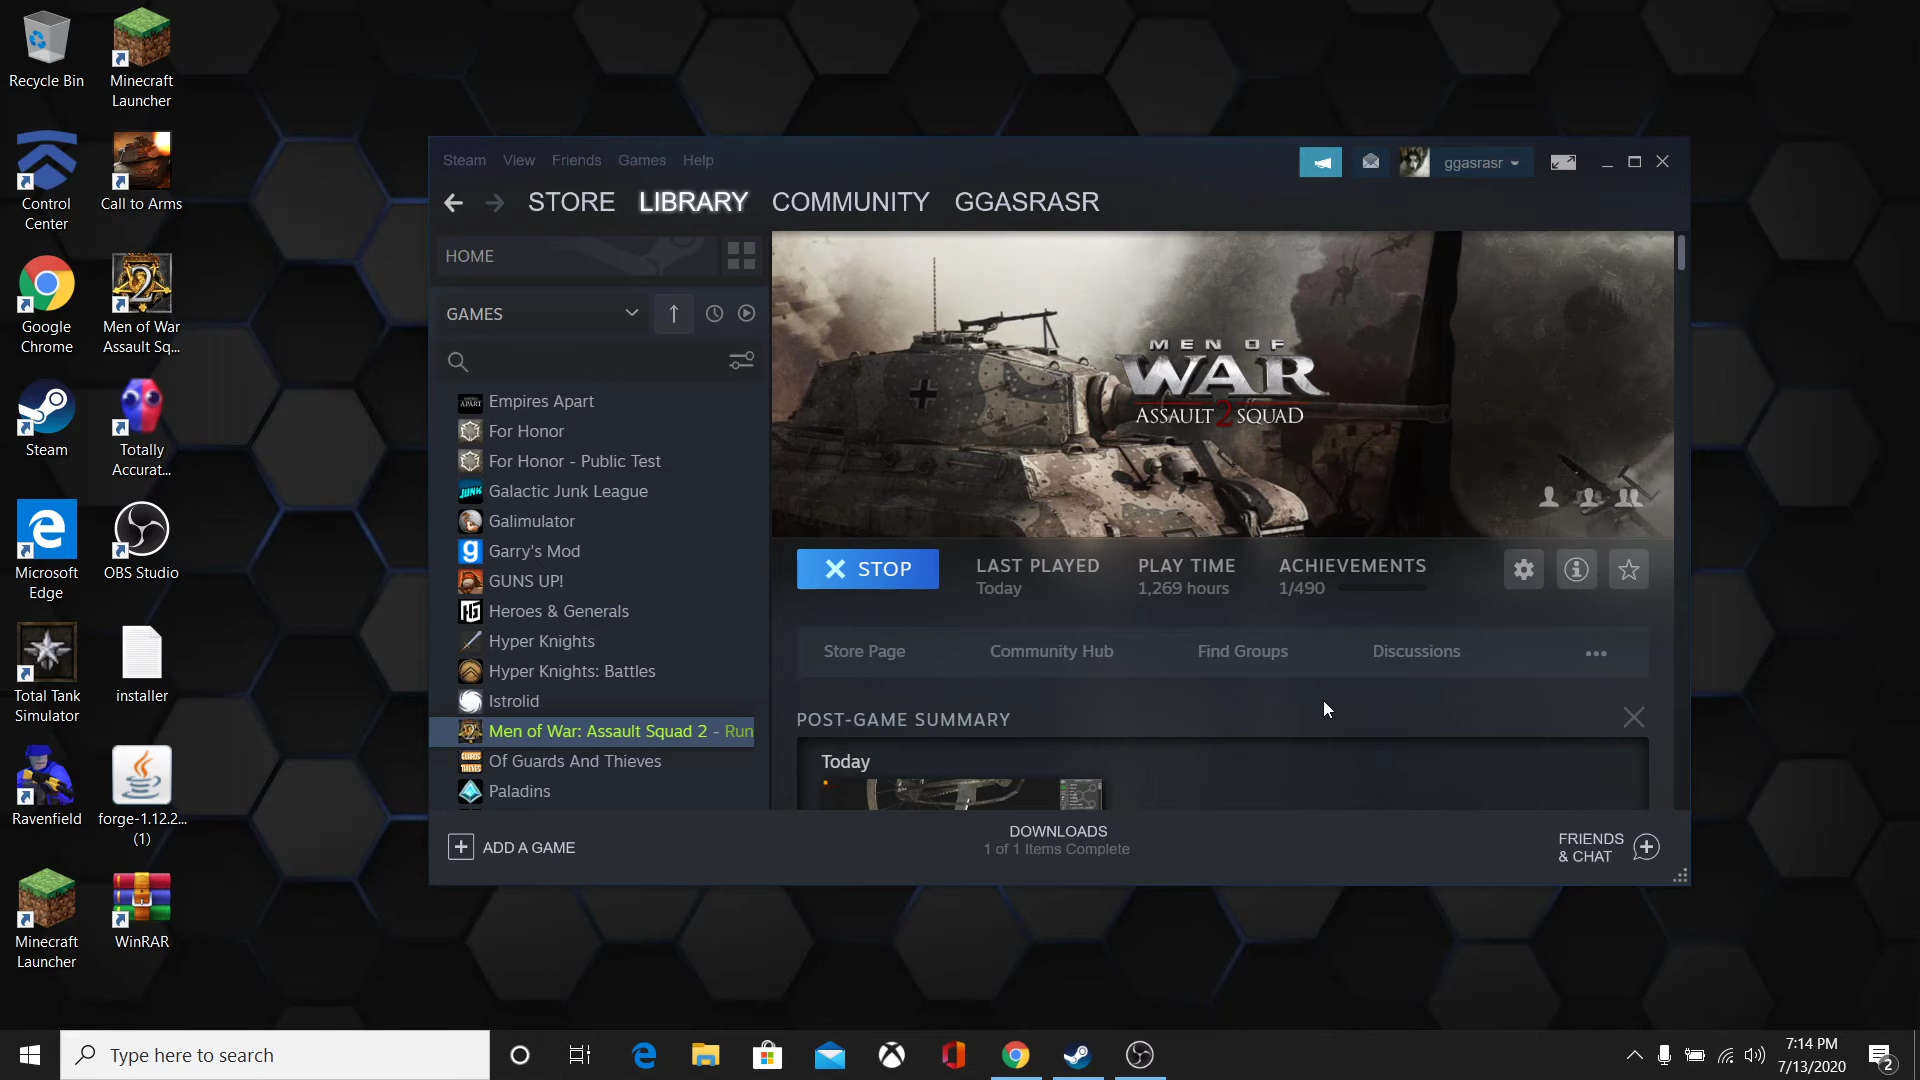 Recycle Bin
Minecraft
Launcher
Control
Center
Call to Arms
Google
Chrome
Men of War
Assault Sq...
Steam
Totally
Accurat...
Microsoft
Edge
OBS Studio
Total Tank
Simulator
installer
Ravenfield
forge-1.12.2...
(1)
Minecraft
Launcher
WinRAR
Steam View Friends Games Help
ggasrasr
STORE LIBRARY COMMUNITY GGASRASR
HOME
GAMES
Empires Apart
For Honor
For Honor - Public Test
Galactic Junk League
Galimulator
Garry's Mod
GUNS UP!
Heroes & Generals
Hyper Knights
Hyper Knights: Battles
Istrolid
Men of War: Assault Squad 2 - Run
Of Guards And Thieves
Paladins
MEN OF
WAR
ASSAULT 2 SQUAD
STOP
LAST PLAYED
Today
PLAY TIME
1,269 hours
ACHIEVEMENTS
1/490
Store Page Community Hub Find Groups Discussions
POST-GAME SUMMARY
Today
ADD A GAME
DOWNLOADS
1 of 1 Items Complete
FRIENDS
& CHAT
Type here to search
7:14 PM
7/13/2020
2